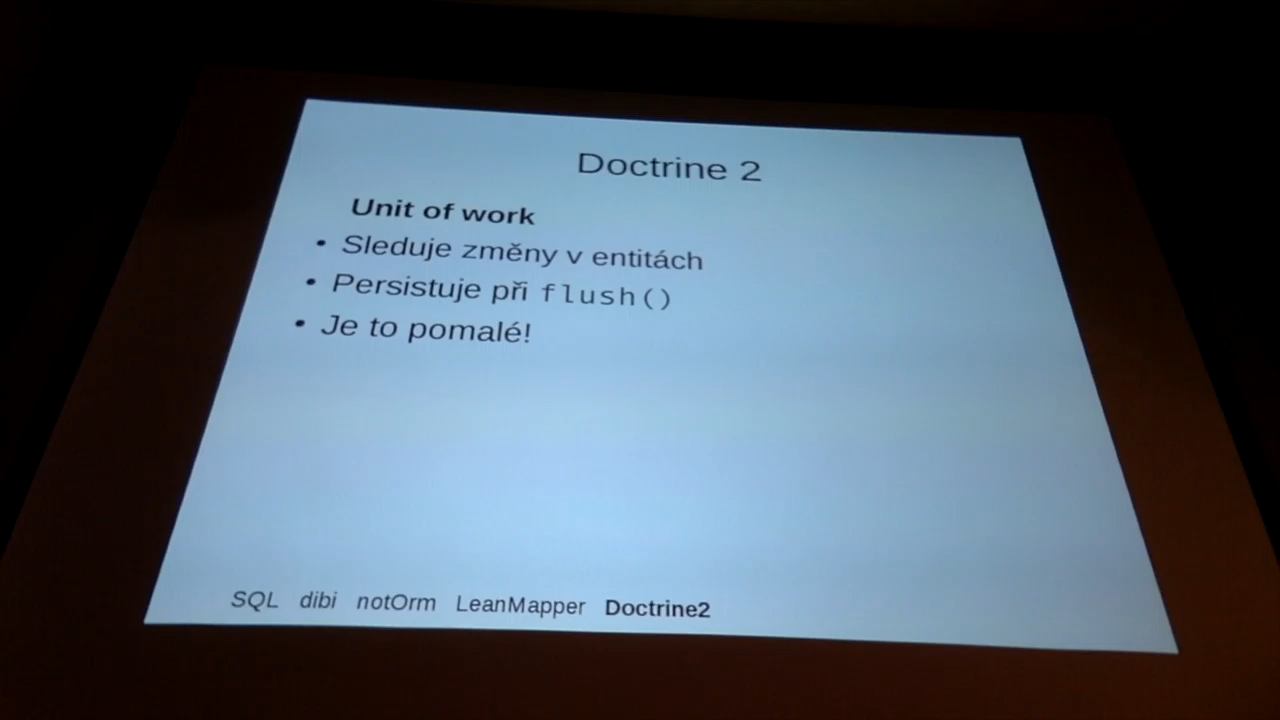 Doctrine 2
Unit of work
• Sleduje změny v entitách
• Persistuje při flush()
• Je to pomalé!
SQL dibi notOrm LeanMapper Doctrine2